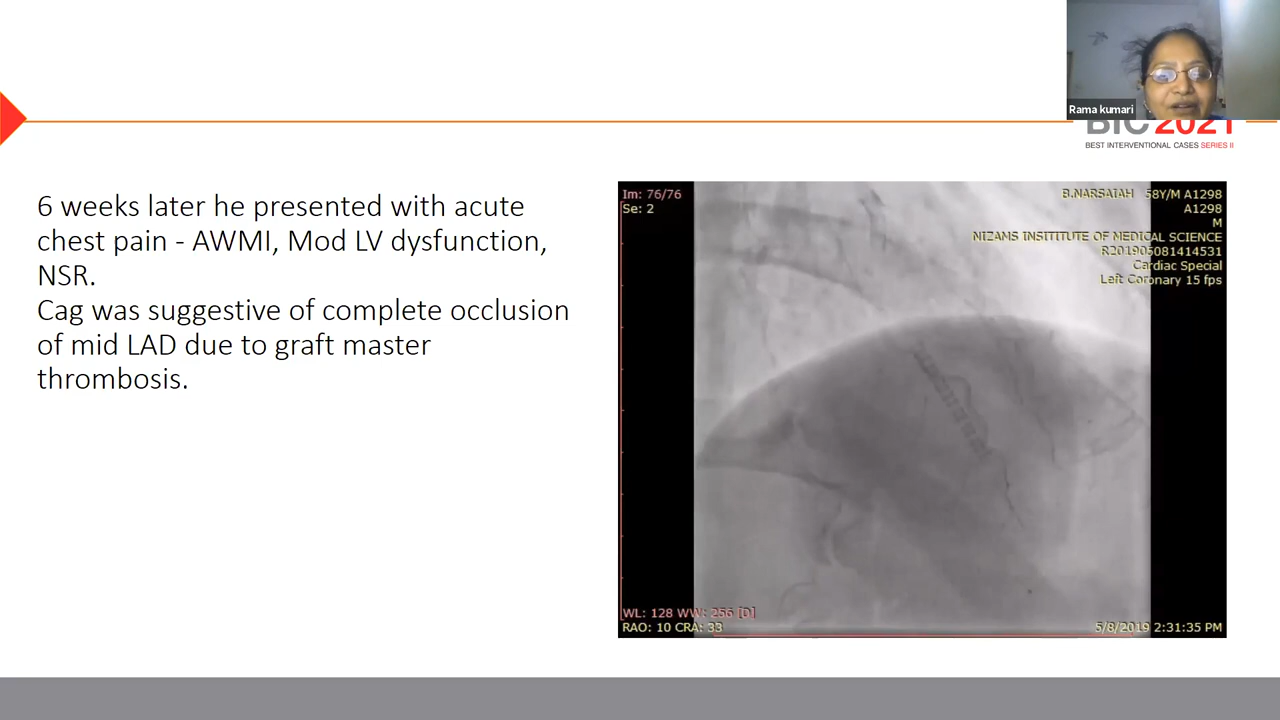 Rama kumari
BIC 2021
BEST INTERVENTIONAL CASES SERIES II
6 weeks later he presented with acute
chest pain - AWMI, Mod LV dysfunction,
NSR.
Cag was suggestive of complete occlusion
of mid LAD due to graft master
thrombosis.
Im: 76/76
Se: 2
B.NARSAIAH 58Y/M A1298
A1298
M
NIZAMS INSITITUTE OF MEDICAL SCIENCE
R201905081414531
Cardiac Special
Left Coronary 15 fps
WL: 128 WW: 256 [D]
RAO: 10 CRA: 33
5/8/2019 2:31:35 PM